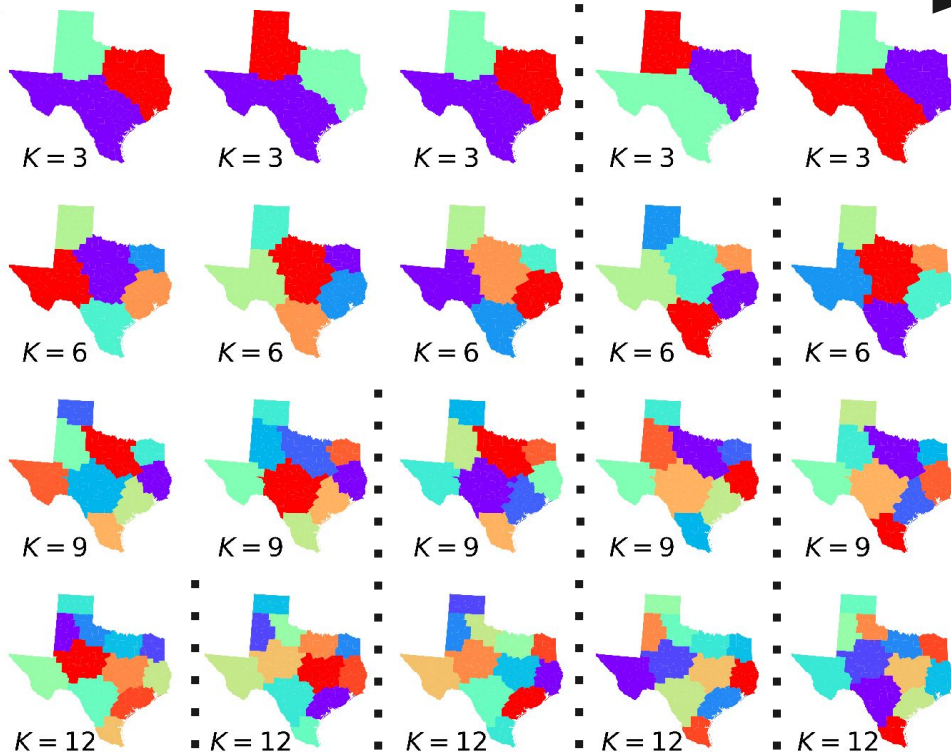 K = 3 K = 3 K = 3 K = 3 K = 3
K = 6 K = 6 K = 6 K = 6 K = 6
K = 9 K = 9 K = 9 K = 9 K = 9
K = 12 K = 12 K = 12 K = 12 K = 12